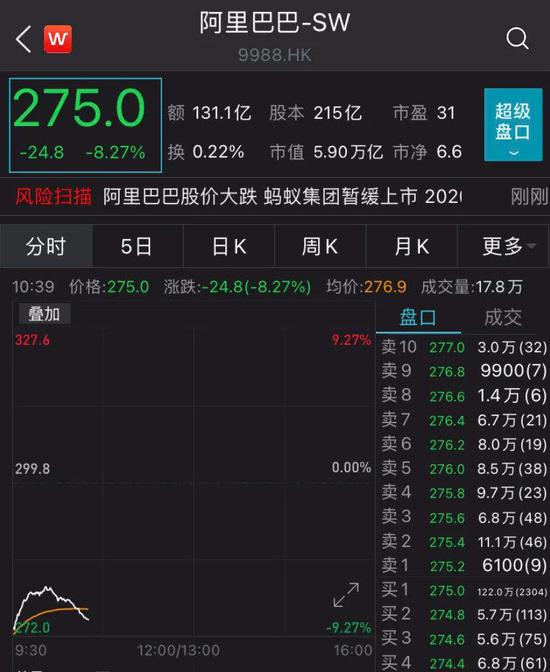 阿里巴巴-SW
W
9988.HK
275.0 额 131.1亿 股本 215亿 市盈 31 超级
盘口
-24.8 -8.27% 换 0.22% 市值 5.90万亿 市净 6.6
风险扫描 阿里巴巴股价大跌 蚂蚁集团暂缓上市 202 刚刚
分时 5日 日K 周K 月K 更多
10:39 价格:275.0 涨跌:-24.8(-8.27%) 均价:276.9 成交量:17.8万
叠加 盘口 成交
327.6 9.27%
卖10 277.0 3.0万(32)
卖9 276.8 9900(7)
卖8 276.6 1.4万(6)
卖7 276.4 6.7万(21)
卖6 276.2 8.0万(19)
299.8 0.00%
卖5 276.0 8.5万(38)
卖4 275.8 9.7万(23)
卖3 275.6 6.8万(48)
卖2 275.4 11.1万(46)
卖1 275.2 6100(9)
买1 275.0 122.0万(2304)
买2 274.8 5.7万(113)
272.0 -9.27%
买3 274.6 5.6万(75)
9:30 12:00/13:00 16:00
买4 274.4 6.8万(61)